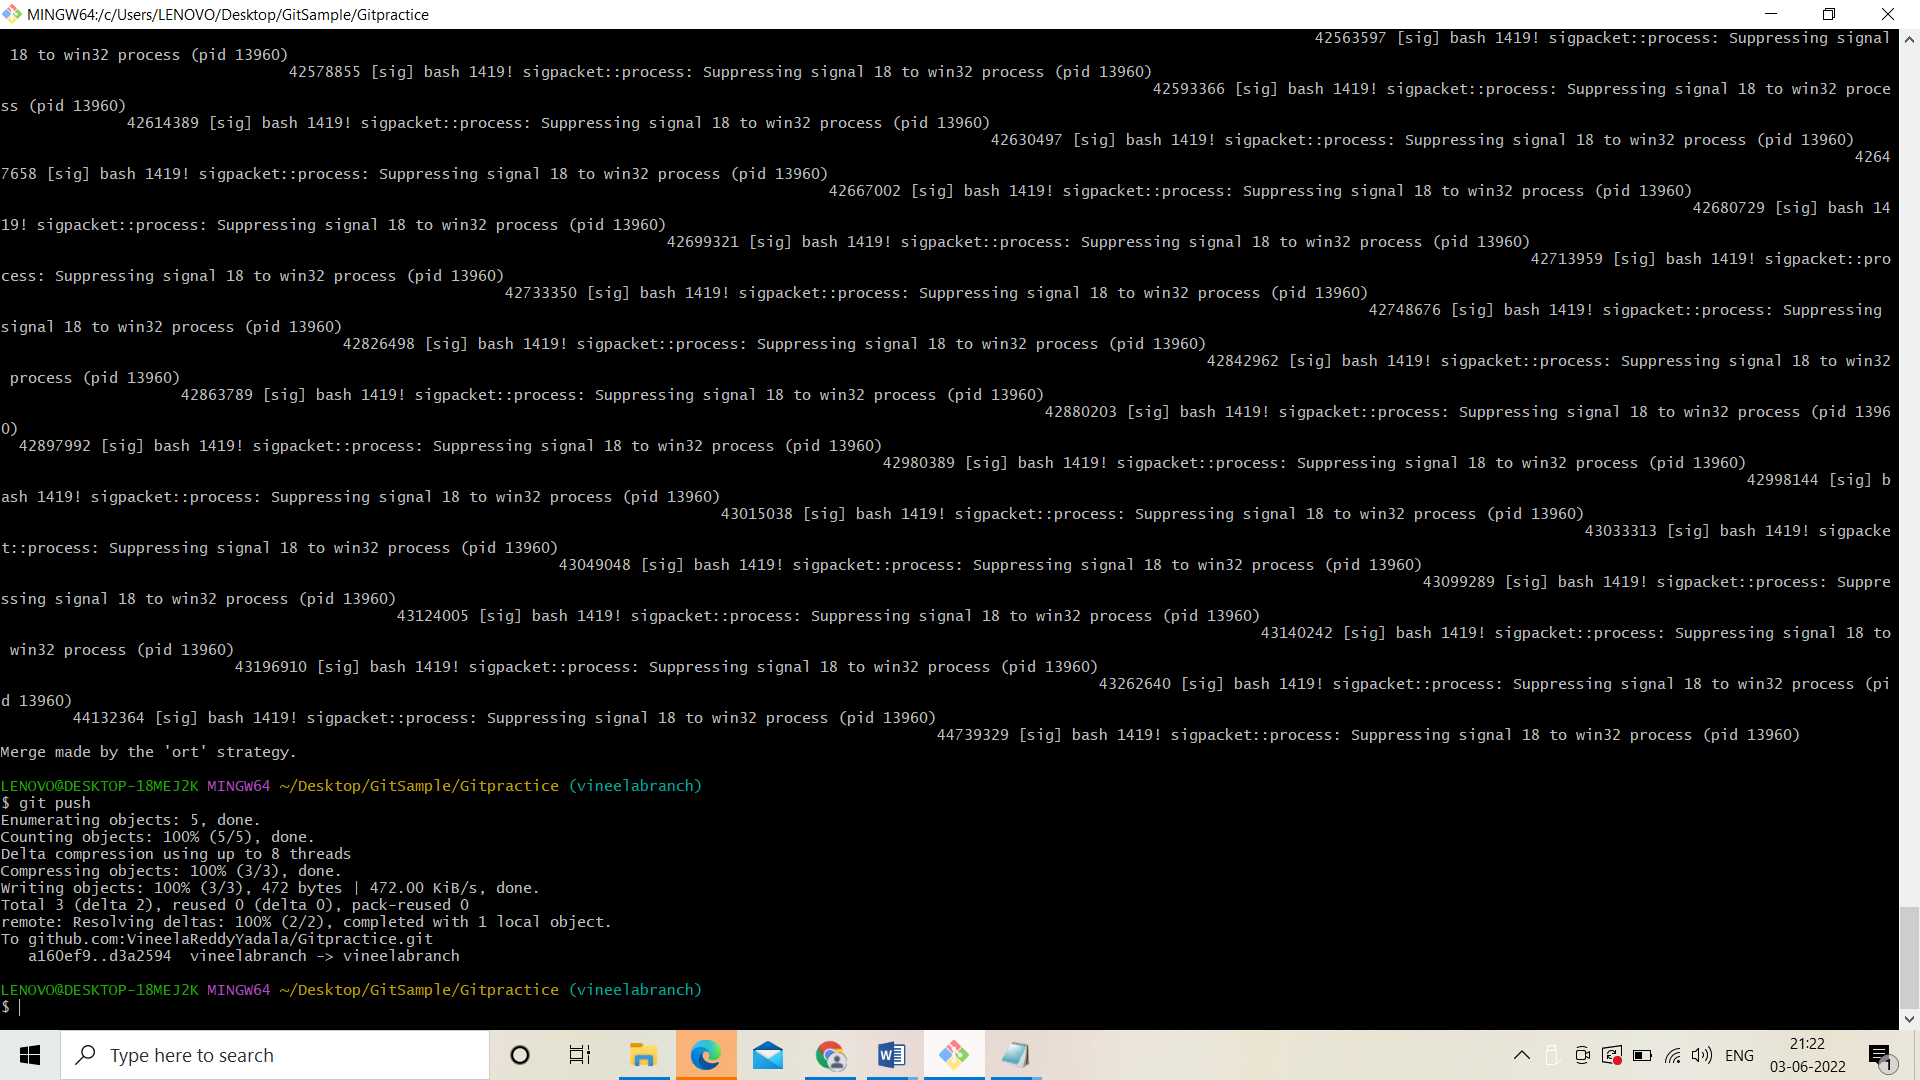 MINGW64:/c/Users/LENOVO/Desktop/GitSample/Gitpractice
42563597 [sig] bash 1419! sigpacket::process: Suppressing signal
18 to win32 process (pid 13960)
42578855 [sig] bash 1419! sigpacket::process: Suppressing signal 18 to win32 process (pid 13960)
42593366 [sig] bash 1419! sigpacket::process: Suppressing signal 18 to win32 proce
ss (pid 13960)
42614389 [sig] bash 1419! sigpacket::process: Suppressing signal 18 to win32 process (pid 13960)
42630497 [sig] bash 1419! sigpacket::process: Suppressing signal 18 to win32 process (pid 13960)
4264
7658 [sig] bash 1419! sigpacket::process: Suppressing signal 18 to win32 process (pid 13960)
42667002 [sig] bash 1419! sigpacket::process: Suppressing signal 18 to win32 process (pid 13960)
42680729 [sig] bash 14
19! sigpacket::process: Suppressing signal 18 to win32 process (pid 13960)
42699321 [sig] bash 1419! sigpacket::process: Suppressing signal 18 to win32 process (pid 13960)
42713959 [sig] bash 1419! sigpacket::pro
cess: Suppressing signal 18 to win32 process (pid 13960)
42733350 [sig] bash 1419! sigpacket::process: Suppressing signal 18 to win32 process (pid 13960)
42748676 [sig] bash 1419! sigpacket::process: Suppressing
signal 18 to win32 process (pid 13960)
42826498 [sig] bash 1419! sigpacket::process: Suppressing signal 18 to win32 process (pid 13960)
42842962 [sig] bash 1419! sigpacket::process: Suppressing signal 18 to win32
process (pid 13960)
42863789 [sig] bash 1419! sigpacket::process: Suppressing signal 18 to win32 process (pid 13960)
42880203 [sig] bash 1419! sigpacket::process: Suppressing signal 18 to win32 process (pid 1396
0)
42897992 [sig] bash 1419! sigpacket::process: Suppressing signal 18 to win32 process (pid 13960)
42980389 [sig] bash 1419! sigpacket::process: Suppressing signal 18 to win32 process (pid 13960)
42998144 [sig] b
ash 1419! sigpacket::process: Suppressing signal 18 to win32 process (pid 13960)
43015038 [sig] bash 1419! sigpacket::process: Suppressing signal 18 to win32 process (pid 13960)
43033313 [sig] bash 1419! sigpacke
t::process: Suppressing signal 18 to win32 process (pid 13960)
43049048 [sig] bash 1419! sigpacket::process: Suppressing signal 18 to win32 process (pid 13960)
43099289 [sig] bash 1419! sigpacket::process: Suppre
ssing signal 18 to win32 process (pid 13960)
43124005 [sig] bash 1419! sigpacket::process: Suppressing signal 18 to win32 process (pid 13960)
43140242 [sig] bash 1419! sigpacket::process: Suppressing signal 18 to
win32 process (pid 13960)
43196910 [sig] bash 1419! sigpacket::process: Suppressing signal 18 to win32 process (pid 13960)
43262640 [sig] bash 1419! sigpacket::process: Suppressing signal 18 to win32 process (pi
d 13960)
44132364 [sig] bash 1419! sigpacket::process: Suppressing signal 18 to win32 process (pid 13960)
44739329 [sig] bash 1419! sigpacket::process: Suppressing signal 18 to win32 process (pid 13960)
Merge made by the 'ort' strategy.
LENOVO@DESKTOP-18MEJ2K MINGW64 ~/Desktop/GitSample/Gitpractice (vineelabranch)
$ git push
Enumerating objects: 5, done.
Counting objects: 100% (5/5), done.
Delta compression using up to 8 threads
Compressing objects: 100% (3/3), done.
Writing objects: 100% (3/3), 472 bytes | 472.00 KiB/s, done.
Total 3 (delta 2), reused 0 (delta 0), pack-reused 0
remote: Resolving deltas: 100% (2/2), completed with 1 local object.
To github.com:VineelaReddyYadala/Gitpractice.git
a160ef9..d3a2594  vineelabranch -> vineelabranch
LENOVO@DESKTOP-18MEJ2K MINGW64 ~/Desktop/GitSample/Gitpractice (vineelabranch)
$
Type here to search
ENG
21:22
03-06-2022
1